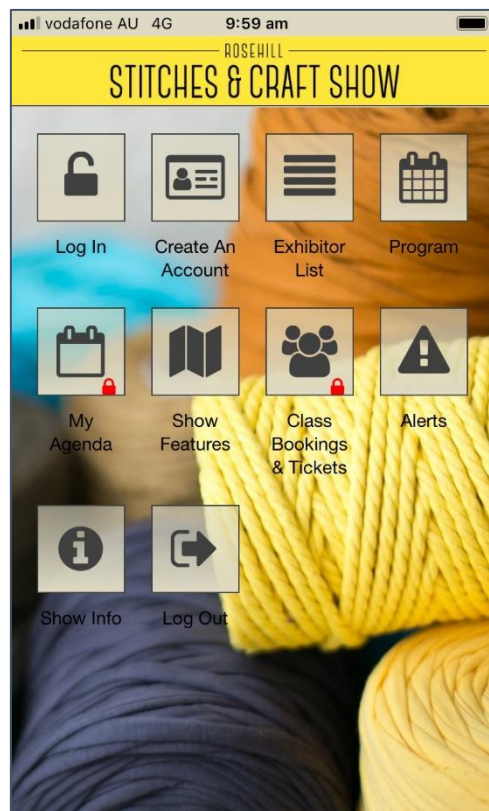 vodafone AU 4G 9:59 am
ROSEHILL
STITCHES & CRAFT SHOW
Log In
Create An
Account
Exhibitor
List
Program
My
Agenda
Show
Features
Class
Bookings
& Tickets
Alerts
Show Info
Log Out